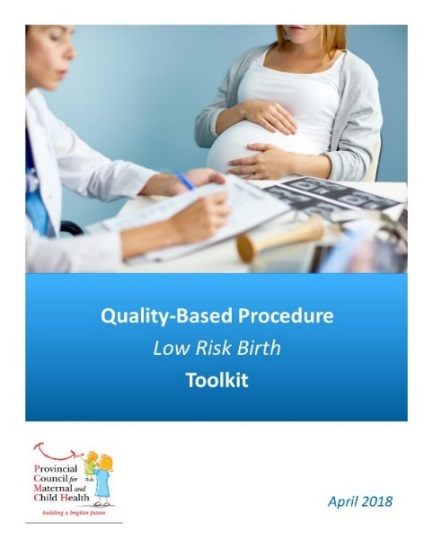 Quality-Based Procedure
Low Risk Birth
Toolkit
Provincial
Council for
Maternal and
Child Health
building a brighter future
April 2018